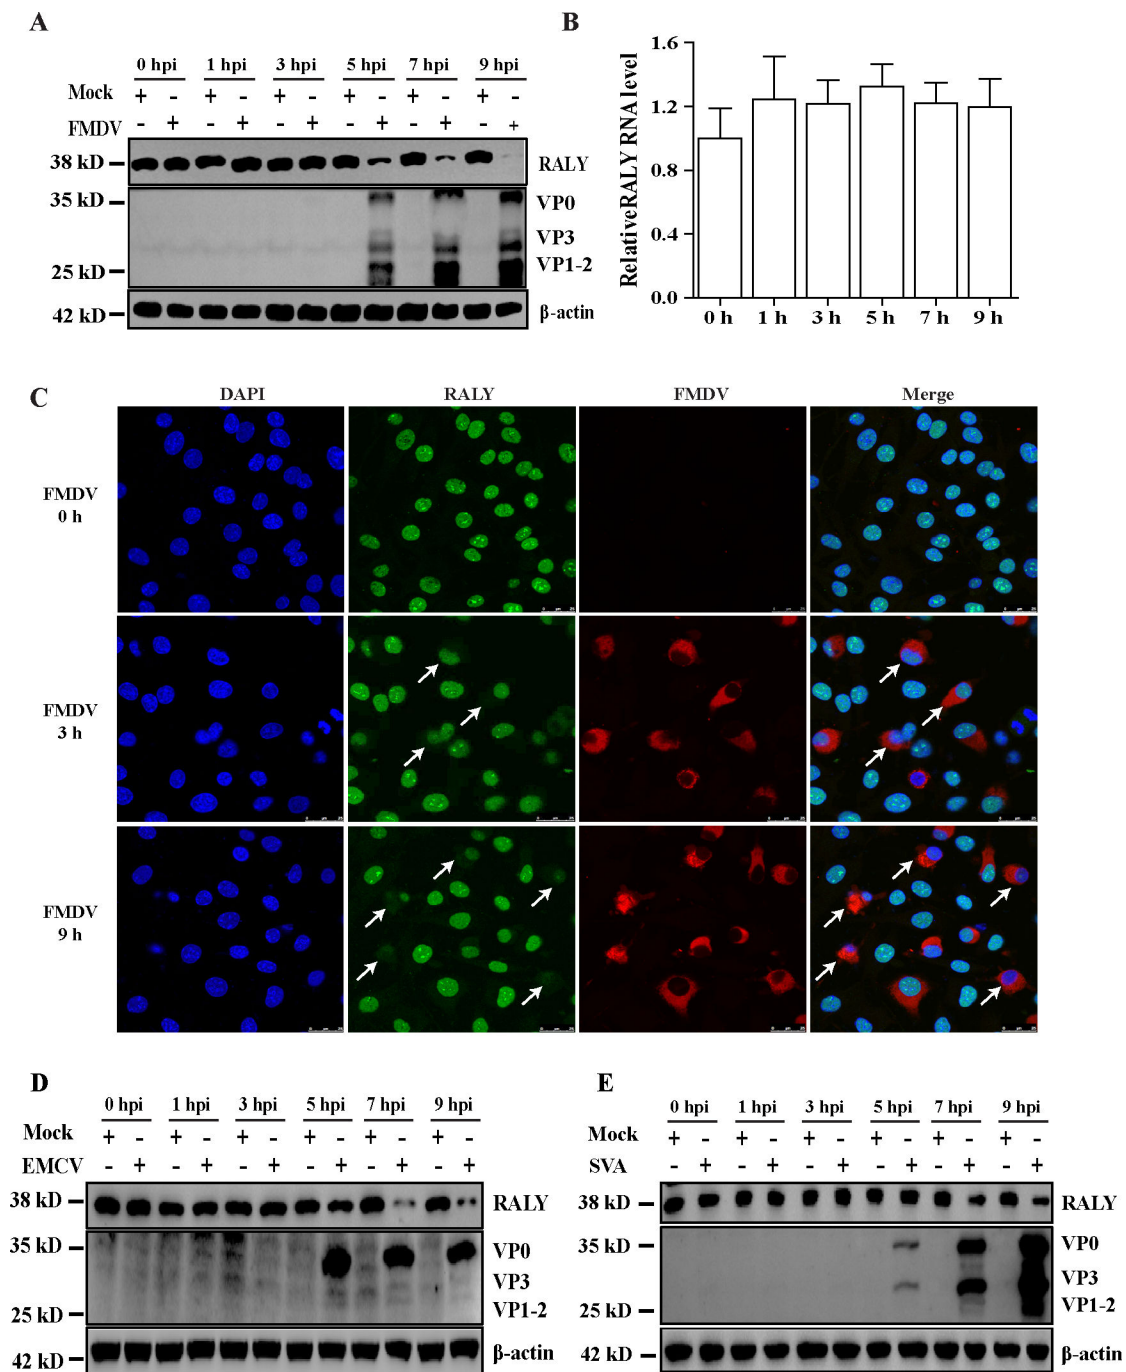 A
0 hpi 1 hpi 3 hpi 5 hpi 7 hpi 9 hpi
Mock + - + - + - + - + - + -
FMDV - + - + - + - + - + - +
38 kD RALY
35 kD VP0
VP3
25 kD VP1-2
42 kD β-actin
B
RelativeRALY RNA level
1.6
1.2
0.8
0.4
0.0
0 h 1 h 3 h 5 h 7 h 9 h
C
DAPI RALY FMDV Merge
FMDV
0 h
FMDV
3 h
FMDV
9 h
D
0 hpi 1 hpi 3 hpi 5 hpi 7 hpi 9 hpi
Mock + - + - + - + - + - + -
EMCV - + - + - + - + - + - +
38 kD RALY
35 kD VP0
VP3
25 kD VP1-2
42 kD β-actin
E
0 hpi 1 hpi 3 hpi 5 hpi 7 hpi 9 hpi
Mock + - + - + - + - + - + -
SVA - + - + - + - + - + - +
38 kD RALY
35 kD VP0
VP3
25 kD VP1-2
42 kD β-actin